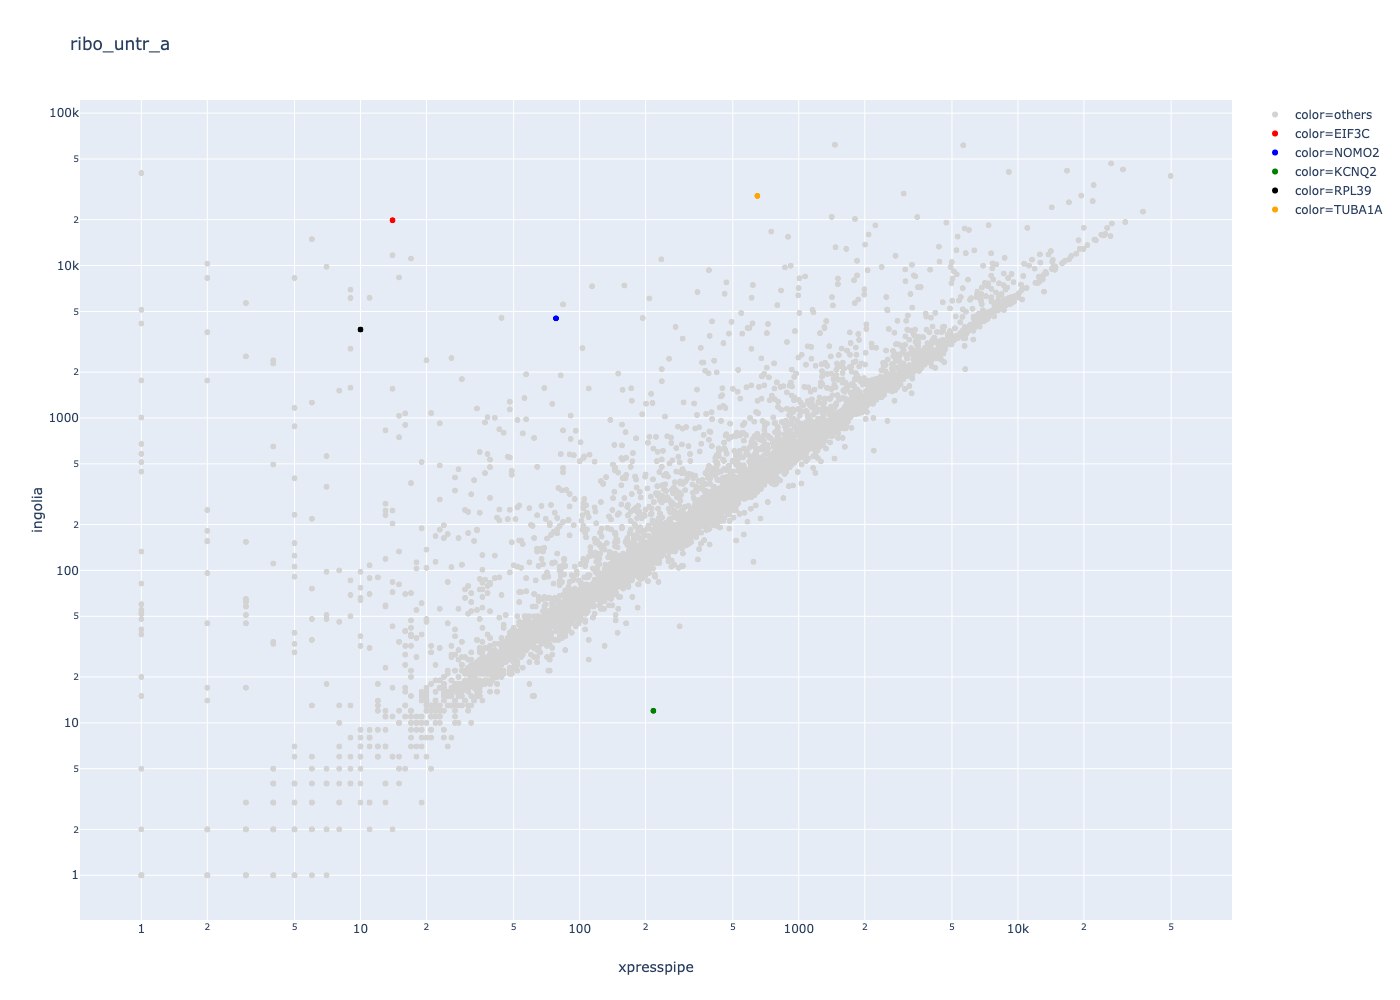 ribo_untr_a
100k
5
2
10k
5
2
1000
5
2
100
5
2
10
5
2
1
ingolia
1 2 5 10 2 5 100 2 5 1000 2 5 10k 2 5
xpresspipe
color=others
color=EIF3C
color=NOMO2
color=KCNQ2
color=RPL39
color=TUBA1A